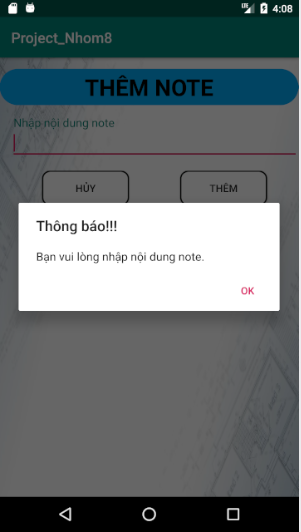 4:08
Project_Nhom8
THÊM NOTE
Nhập nội dung note
HỦY THÊM
Thông báo!!!
Bạn vui lòng nhập nội dung note.
OK